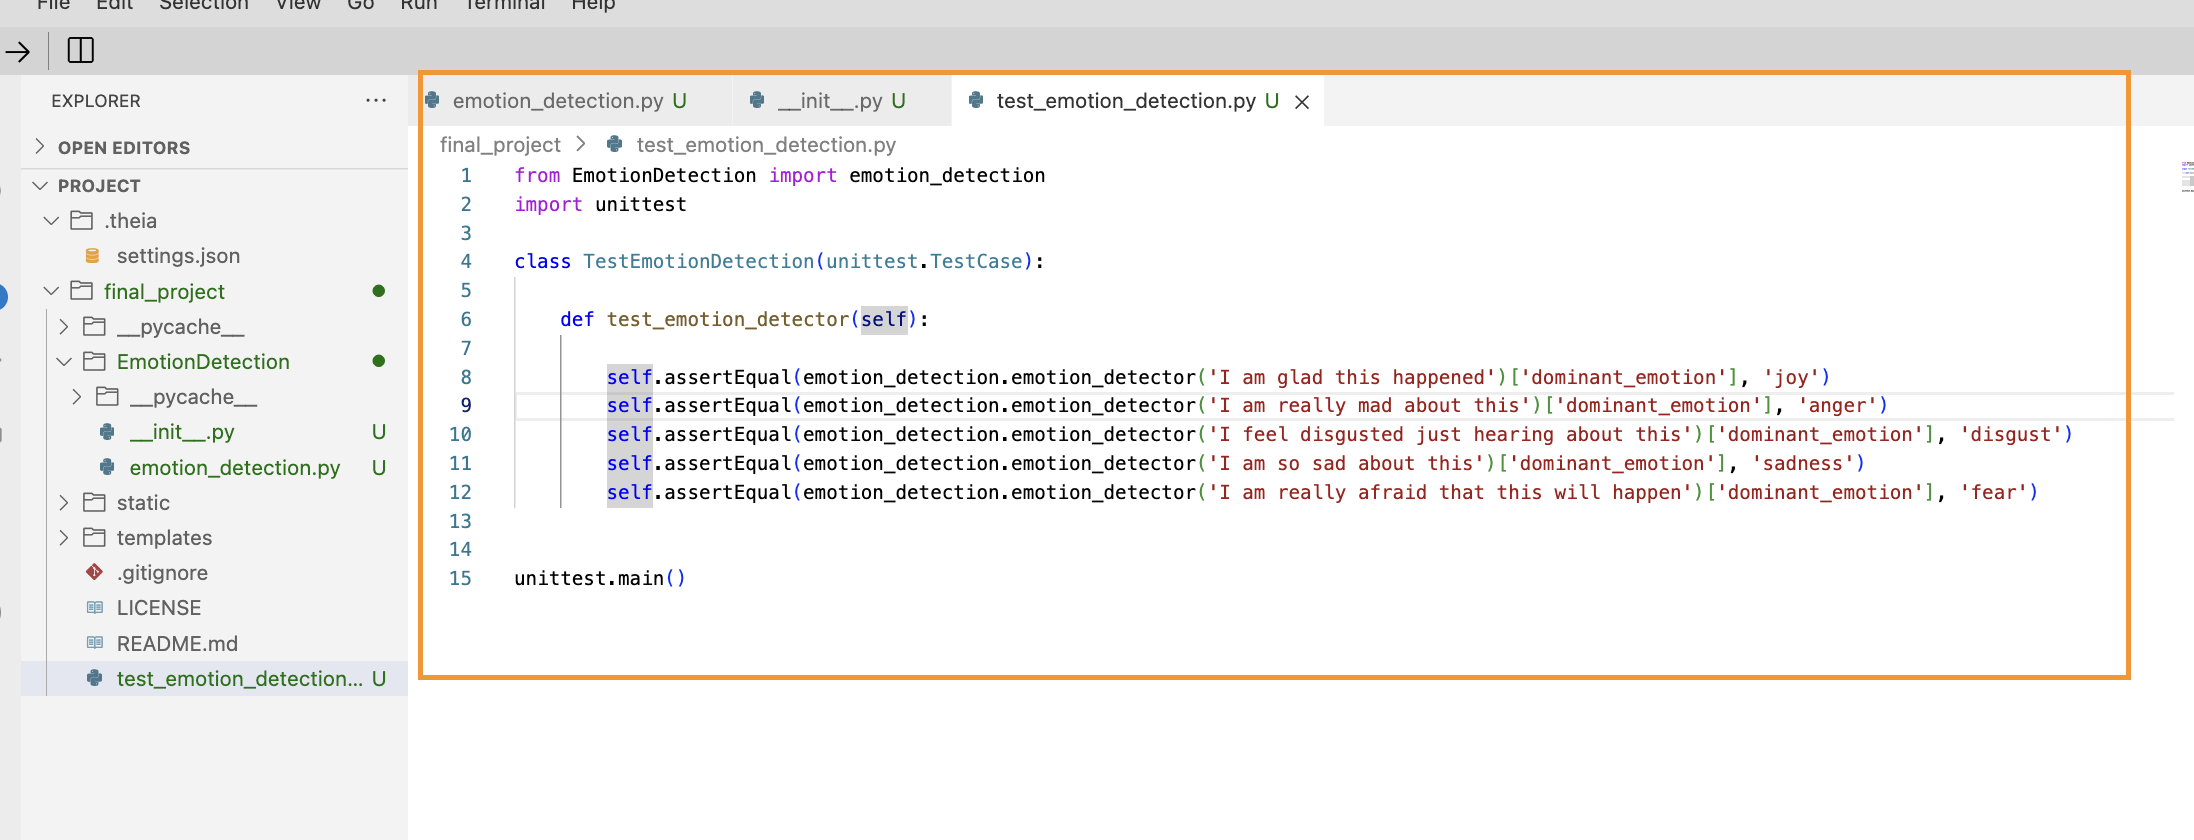 File Edit Selection View Go Run Terminal Help
EXPLORER
OPEN EDITORS
PROJECT
.theia
settings.json
final_project
__pycache__
EmotionDetection
__pycache__
__init__.py U
emotion_detection.py U
static
templates
.gitignore
LICENSE
README.md
test_emotion_detection... U
emotion_detection.py U __init__.py U test_emotion_detection.py U
final_project > test_emotion_detection.py
1 from EmotionDetection import emotion_detection
2 import unittest
3
4 class TestEmotionDetection(unittest.TestCase):
5
6 def test_emotion_detector(self):
7
8 self.assertEqual(emotion_detection.emotion_detector('I am glad this happened')['dominant_emotion'], 'joy')
9 self.assertEqual(emotion_detection.emotion_detector('I am really mad about this')['dominant_emotion'], 'anger')
10 self.assertEqual(emotion_detection.emotion_detector('I feel disgusted just hearing about this')['dominant_emotion'], 'disgust')
11 self.assertEqual(emotion_detection.emotion_detector('I am so sad about this')['dominant_emotion'], 'sadness')
12 self.assertEqual(emotion_detection.emotion_detector('I am really afraid that this will happen')['dominant_emotion'], 'fear')
13
14
15 unittest.main()